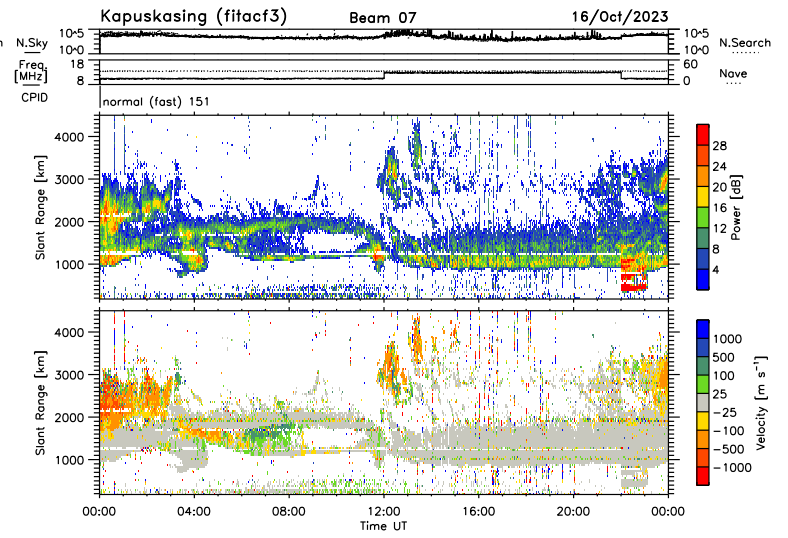 Kapuskasing (fitacf3) Beam 07 16/Oct/2023
N.Sky 10^5 10^0 10^5 10^0 N.Search
Freq. [MHz] 18 8 60 0 Nave
CPID normal (fast) 151
Slant Range [km] 4000 3000 2000 1000
28 24 20 16 12 8 4 Power [dB]
Slant Range [km] 4000 3000 2000 1000
1000 500 100 25 −25 −100 −500 −1000 Velocity [m s⁻¹]
00:00 04:00 08:00 12:00 16:00 20:00 00:00
Time UT